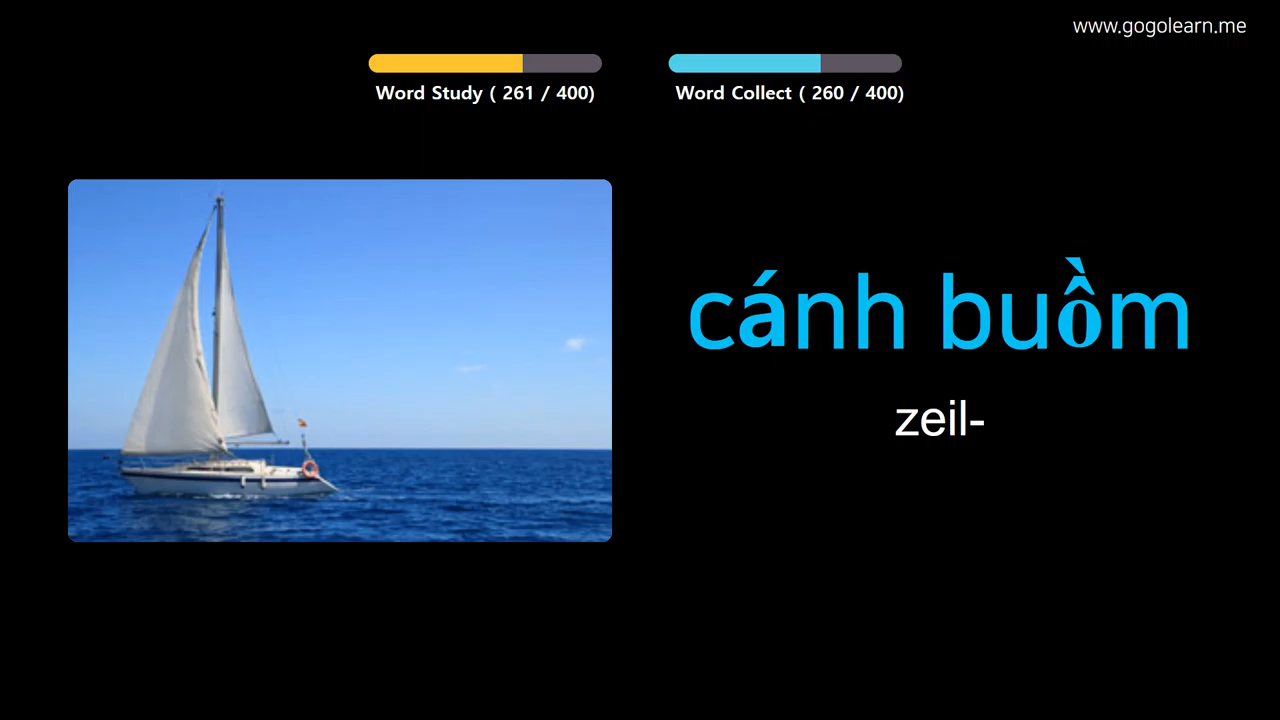 www.gogolearn.me
Word Study ( 261 / 400)
Word Collect ( 260 / 400)
cánh buồm
zeil-